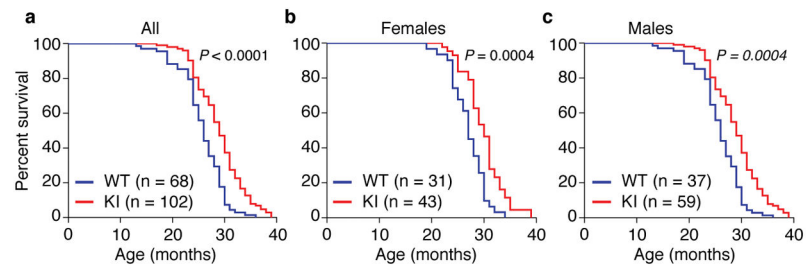 a All
100
80
60
40
20
0
Percent survival
P < 0.0001
WT (n = 68)
KI (n = 102)
0 10 20 30 40
Age (months)
b Females
100
80
60
40
20
0
P = 0.0004
WT (n = 31)
KI (n = 43)
0 10 20 30 40
Age (months)
c Males
100
80
60
40
20
0
P = 0.0004
WT (n = 37)
KI (n = 59)
0 10 20 30 40
Age (months)